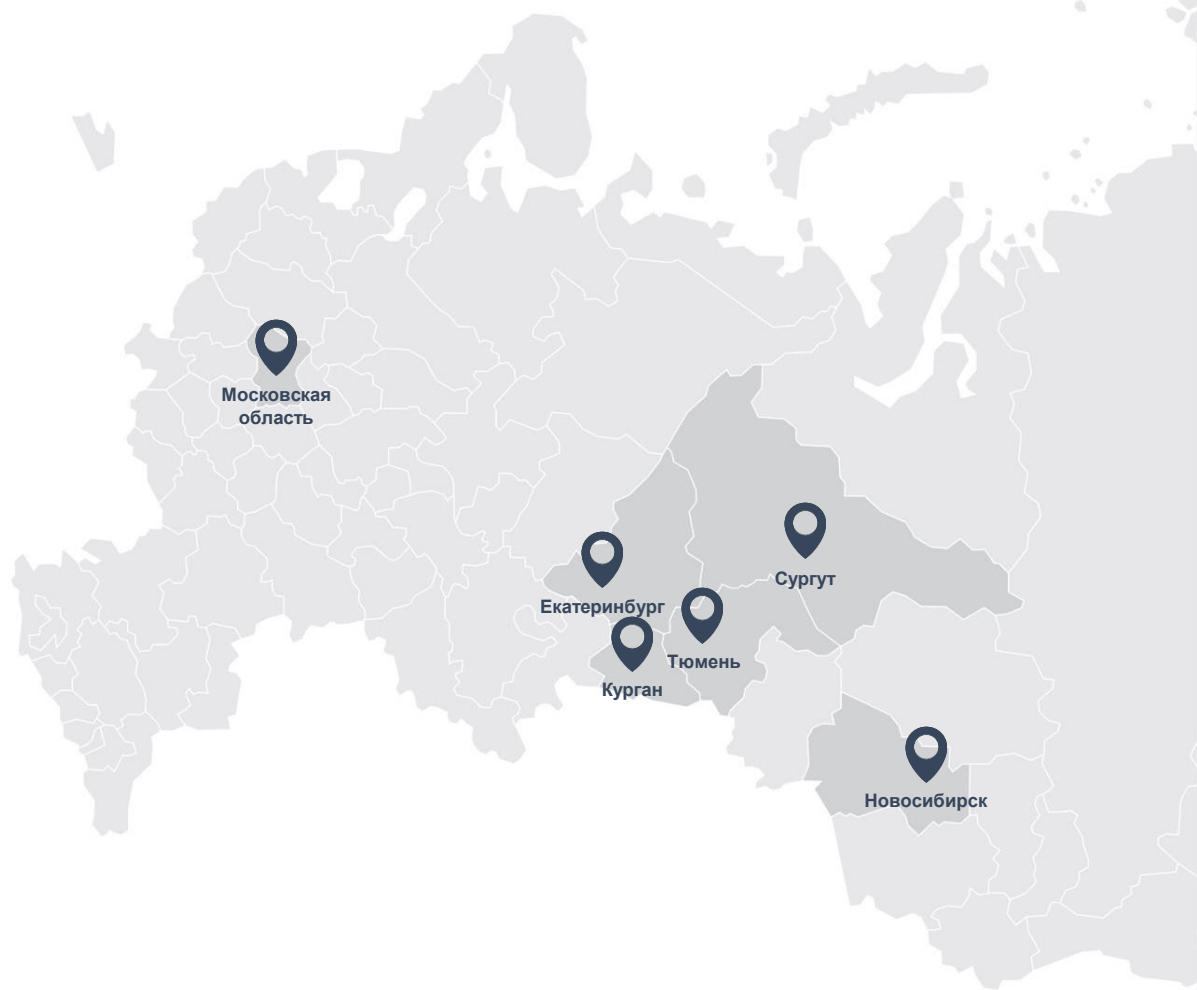 Московская
область
Сургут
Екатеринбург
Тюмень
Курган
Новосибирск